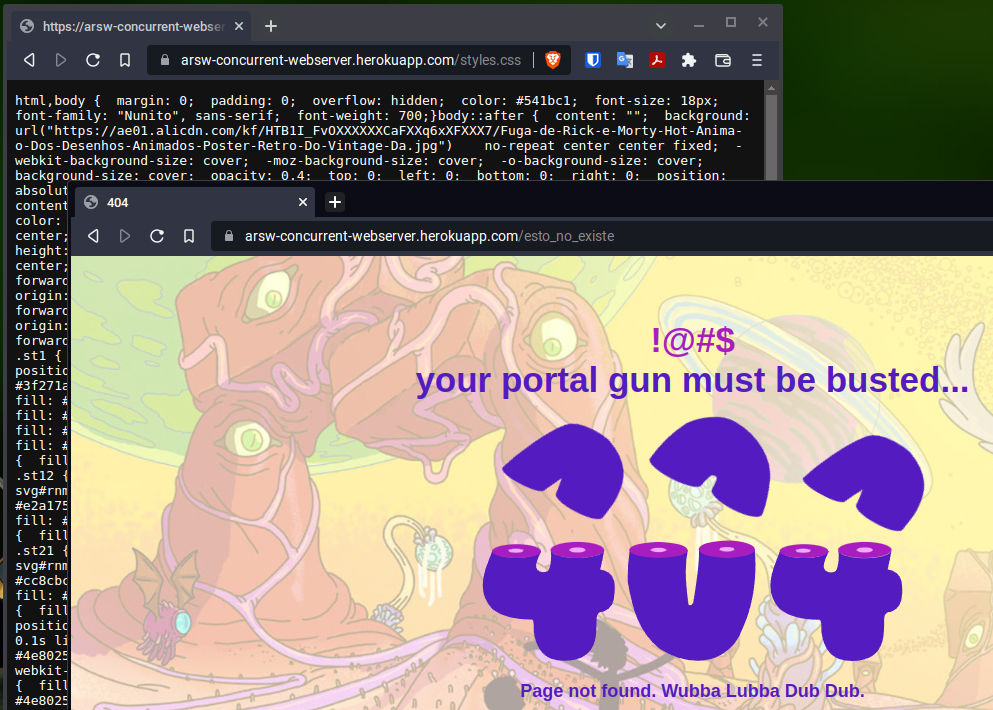 https://arsw-concurrent-webser
arsw-concurrent-webserver.herokuapp.com/styles.css
html,body {  margin: 0;  padding: 0;  overflow: hidden;  color: #541bc1;  font-size: 18px;
font-family: "Nunito", sans-serif;  font-weight: 700;}body::after {  content: "";  background:
url("https://ae01.alicdn.com/kf/HTB1I_FvOXXXXXXCaFXXq6xXFXXX7/Fuga-de-Rick-e-Morty-Hot-Anima-
o-Dos-Desenhos-Animados-Poster-Retro-Do-Vintage-Da.jpg")    no-repeat center center fixed;  -
webkit-background-size: cover;  -moz-background-size: cover;  -o-background-size: cover;
background-size: cover;  opacity: 0.4;  top: 0;  left: 0;  bottom: 0;  right: 0;  position:
absolut
content
color:
center;
height:
center;
forward
origin:
forward
origin:
forward
.st1 {
positio
#3f271a
fill: #
fill: #
fill: #
fill: #
{  fill
.st12 {
svg#rnm
#e2a175
fill: #
{  fill
.st21 {
svg#rnm
#cc8cbc
fill: #
{  fill
positio
0.1s li
#4e8025
webkit-
{  fill
#4e8025
404
arsw-concurrent-webserver.herokuapp.com/esto_no_existe
!@#$
your portal gun must be busted...
404
Page not found. Wubba Lubba Dub Dub.